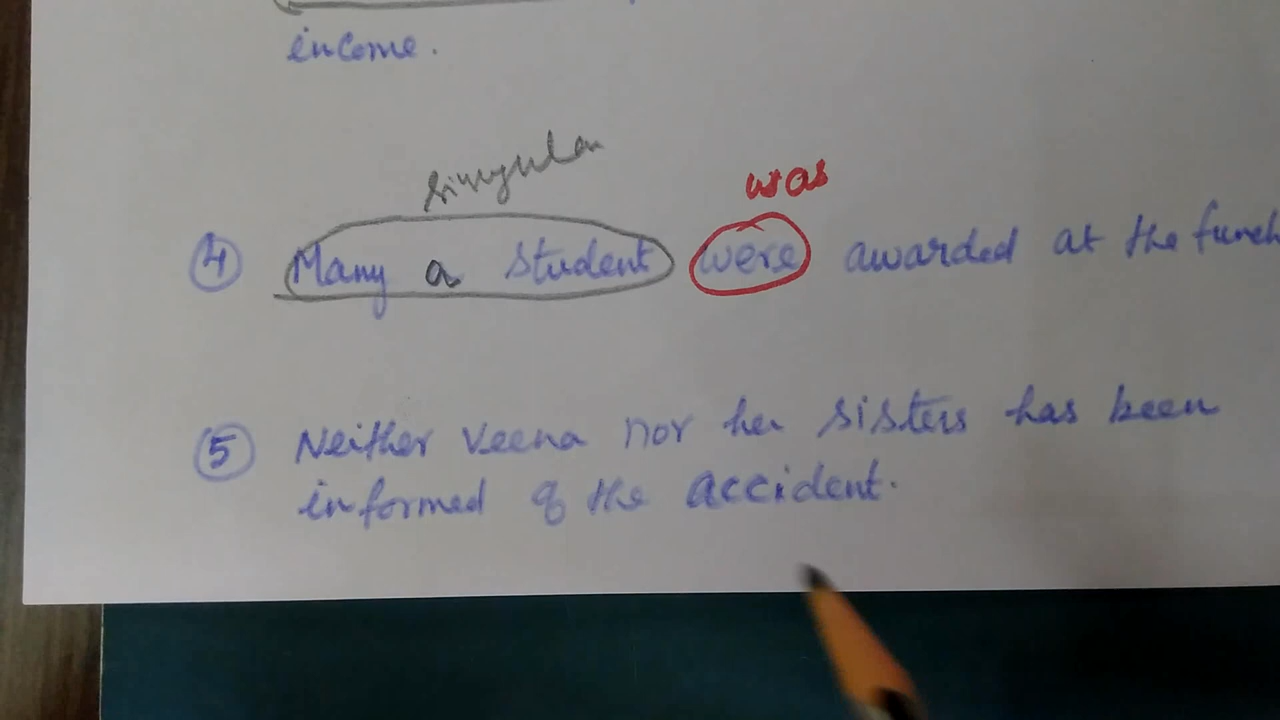 income.
singular
was
4 Many a student were awarded at the
5 Neither Veena nor her sisters has been
informed of the accident.